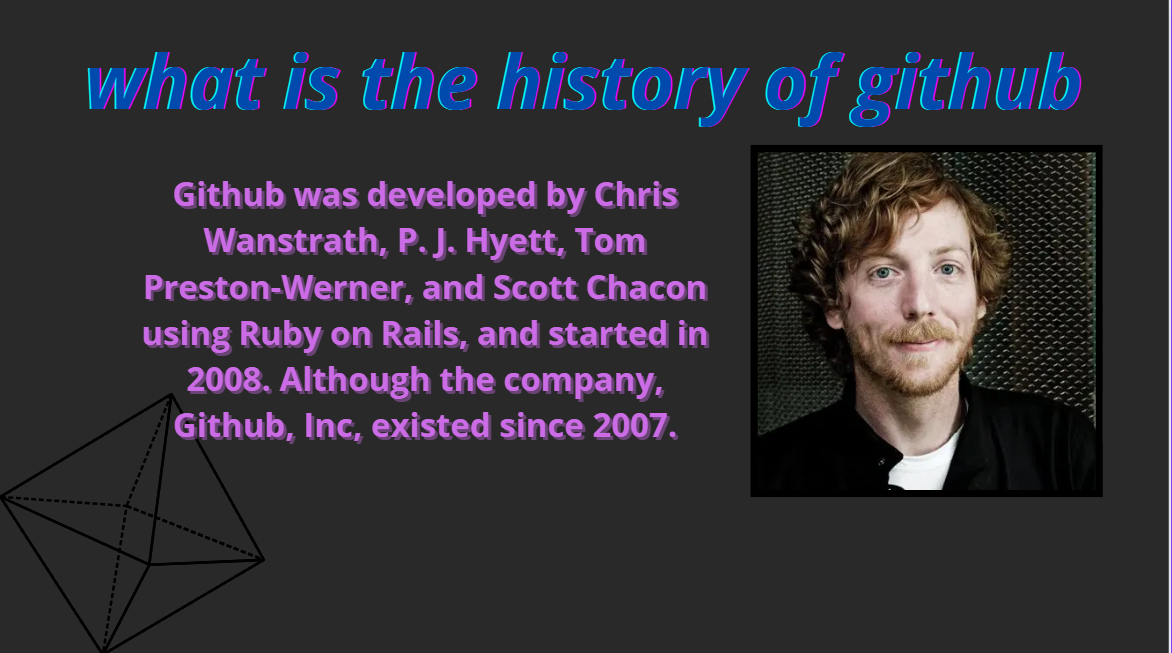 what is the history of github
Github was developed by Chris
Wanstrath, P. J. Hyett, Tom
Preston-Werner, and Scott Chacon
using Ruby on Rails, and started in
2008. Although the company,
Github, Inc, existed since 2007.